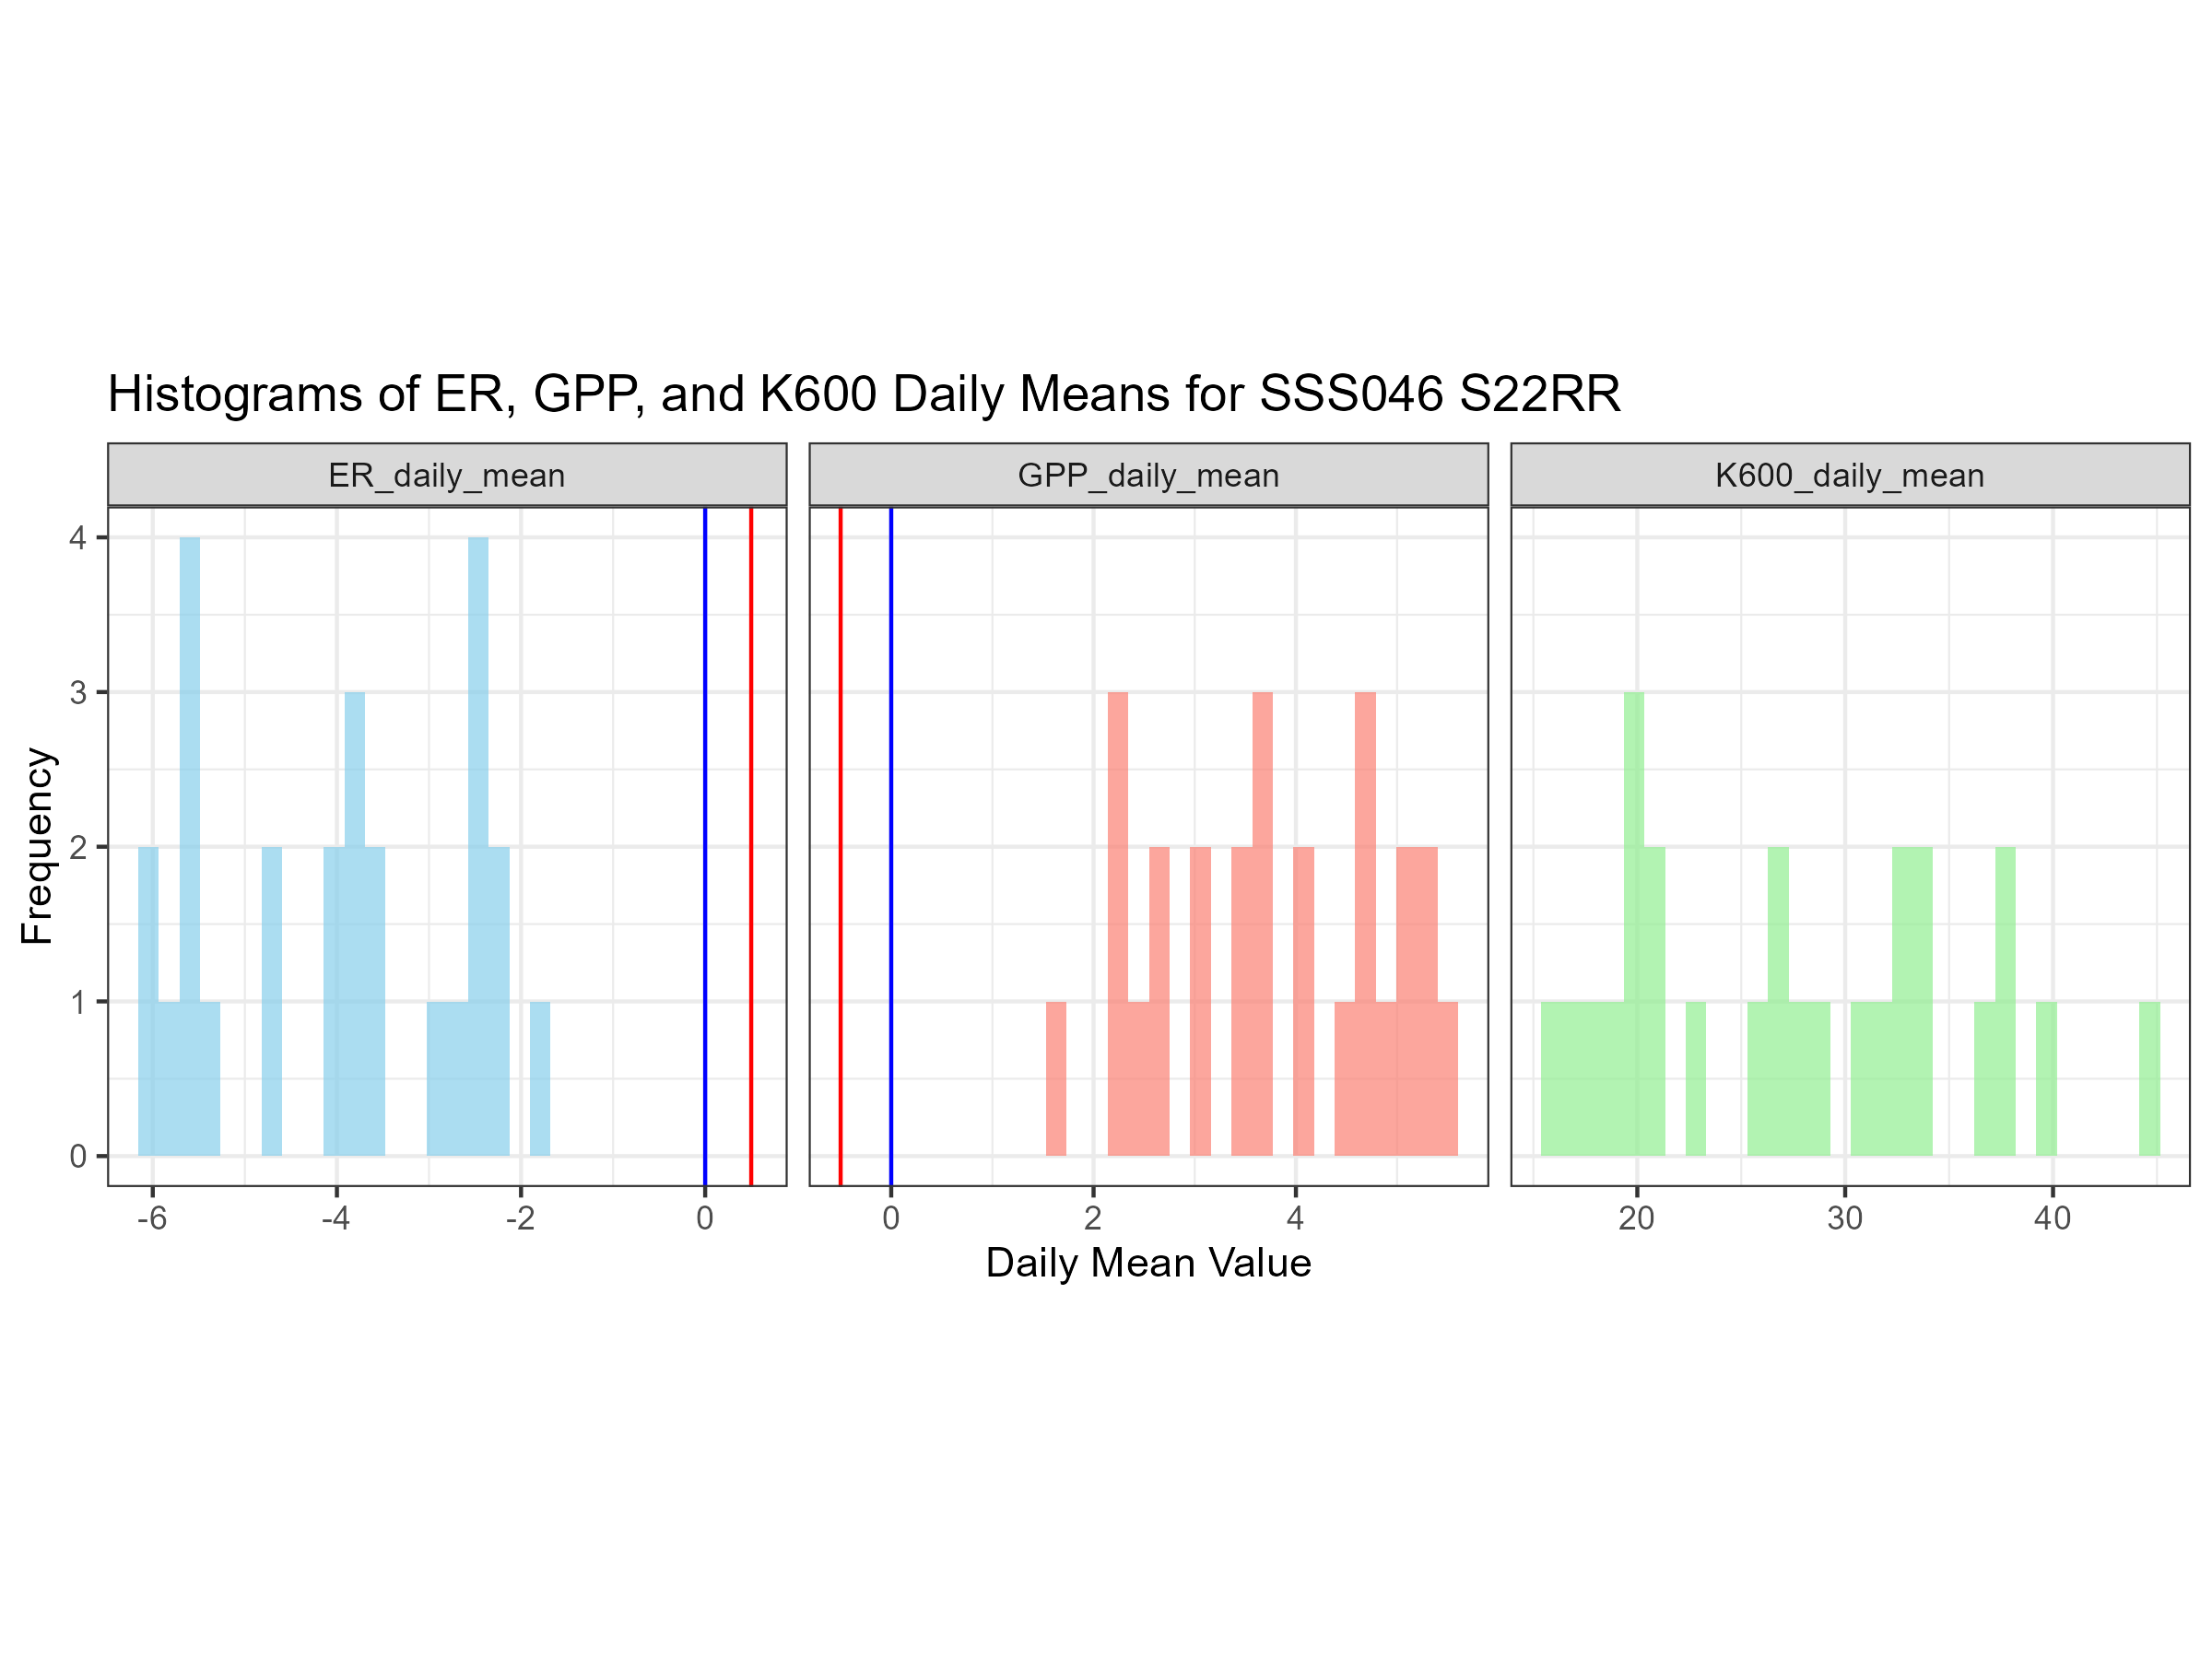 Histograms of ER, GPP, and K600 Daily Means for SSS046 S22RR
ER_daily_mean
GPP_daily_mean
K600_daily_mean
Frequency
4
3
2
1
0
-6 -4 -2 0
0 2 4
20 30 40
Daily Mean Value